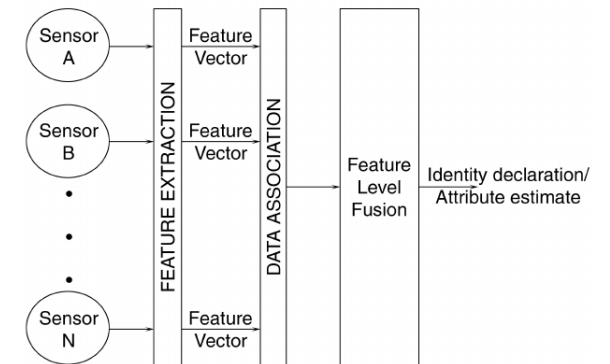 Sensor
A
Feature
Vector
Sensor
B
Feature
Vector
FEATURE EXTRACTION
DATA ASSOCIATION
Feature
Level
Fusion
Identity declaration/
Attribute estimate
Sensor
N
Feature
Vector